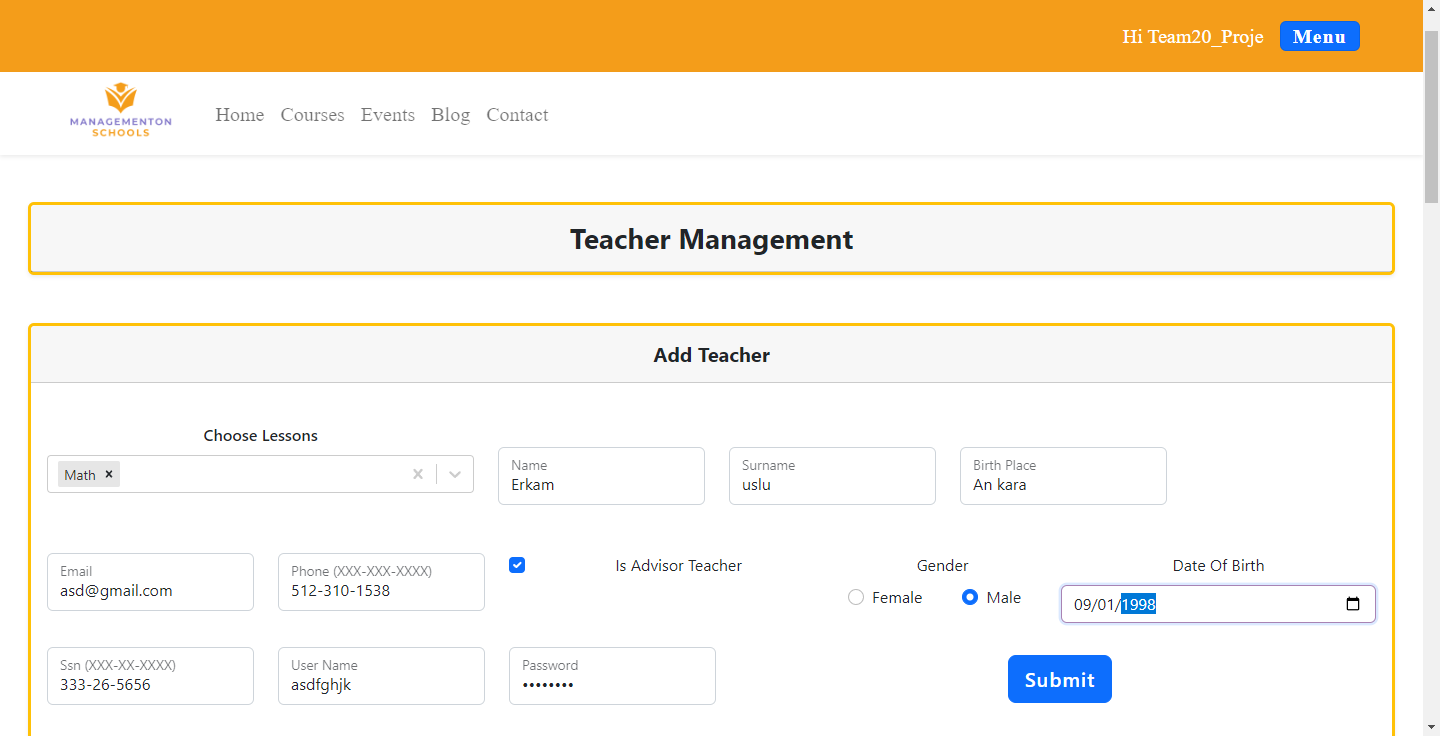 Hi Team20_Proje Menu
MANAGEMENTON
SCHOOLS
Home Courses Events Blog Contact
Teacher Management
Add Teacher
Choose Lessons
Math
Name
Erkam
Surname
uslu
Birth Place
An kara
Email
asd@gmail.com
Phone (XXX-XXX-XXXX)
512-310-1538
Is Advisor Teacher
Gender
Female Male
Date Of Birth
09/01/1998
Ssn (XXX-XX-XXXX)
333-26-5656
User Name
asdfghjk
Password
••••••••
Submit